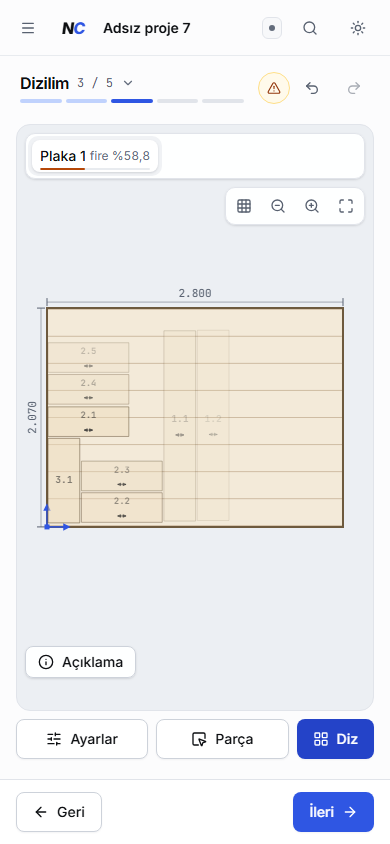 NC Adsız proje 7
Dizilim 3 / 5
Plaka 1 fire %58,8
2.800
2.070
2.5
2.4
2.1
1.1
1.2
2.3
3.1
2.2
Açıklama
Ayarlar
Parça
Diz
Geri
İleri